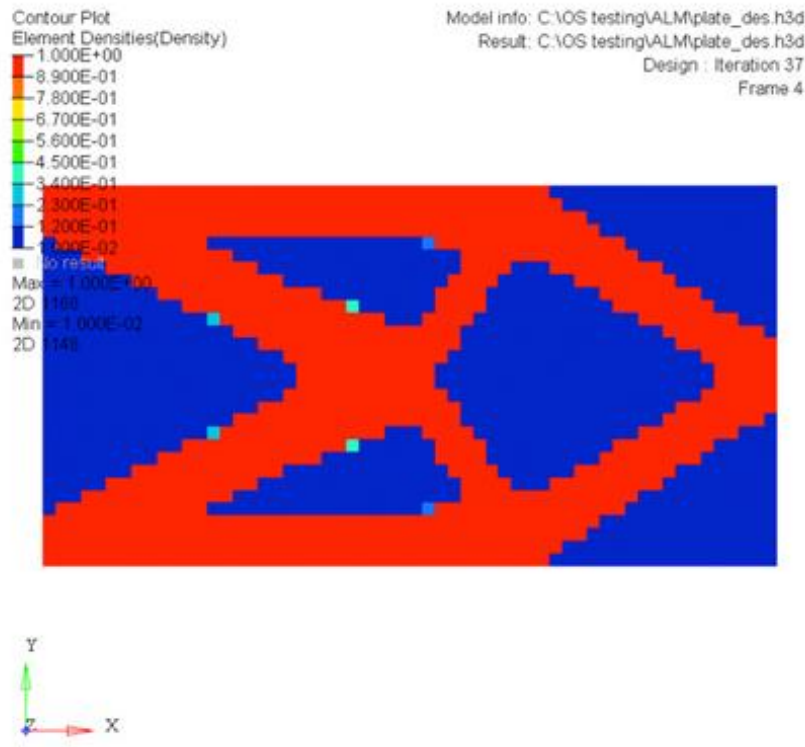 Contour Plot
Element Densities(Density)
1.000E+00
8.900E-01
7.800E-01
6.700E-01
5.600E-01
4.500E-01
3.400E-01
2.300E-01
1.200E-01
1.000E-02
No result
Max = 1.000E+00
2D 1160
Min = 1.000E-02
2D 1148
Model info: C:\OS testing\ALM\plate_des.h3d
Result: C:\OS testing\ALM\plate_des.h3d
Design : Iteration 37
Frame 4
Y
Z
X